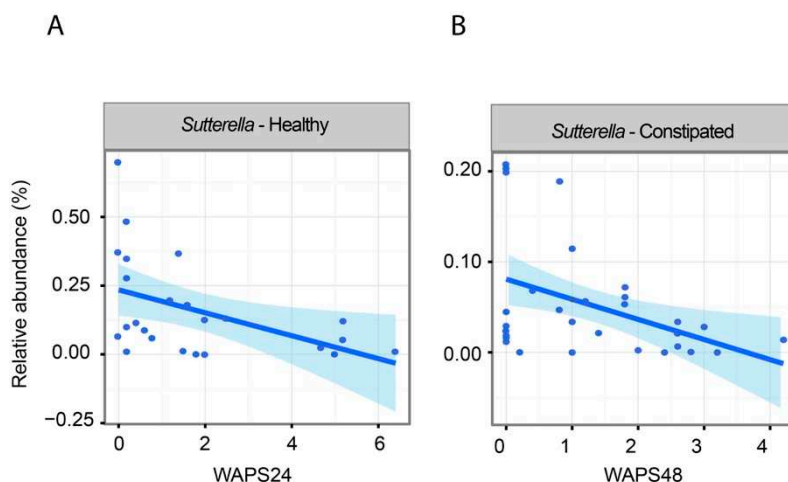 A
B
Sutterella - Healthy
Sutterella - Constipated
Relative abundance (%)
0.50
0.25
0.00
−0.25
0.20
0.10
0.00
0 2 4 6
0 1 2 3 4
WAPS24
WAPS48